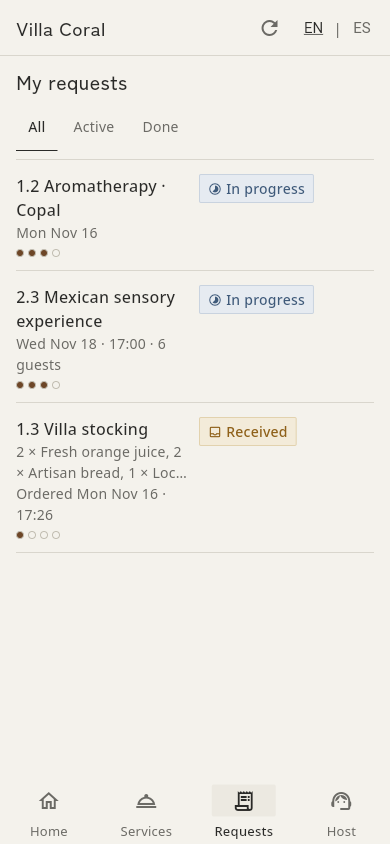 Villa Coral
EN | ES
My requests
All Active Done
1.2 Aromatherapy ·
Copal
In progress
Mon Nov 16
2.3 Mexican sensory
experience
In progress
Wed Nov 18 · 17:00 · 6
guests
1.3 Villa stocking
Received
2 × Fresh orange juice, 2
× Artisan bread, 1 × Loc...
Ordered Mon Nov 16 ·
17:26
Home Services Requests Host